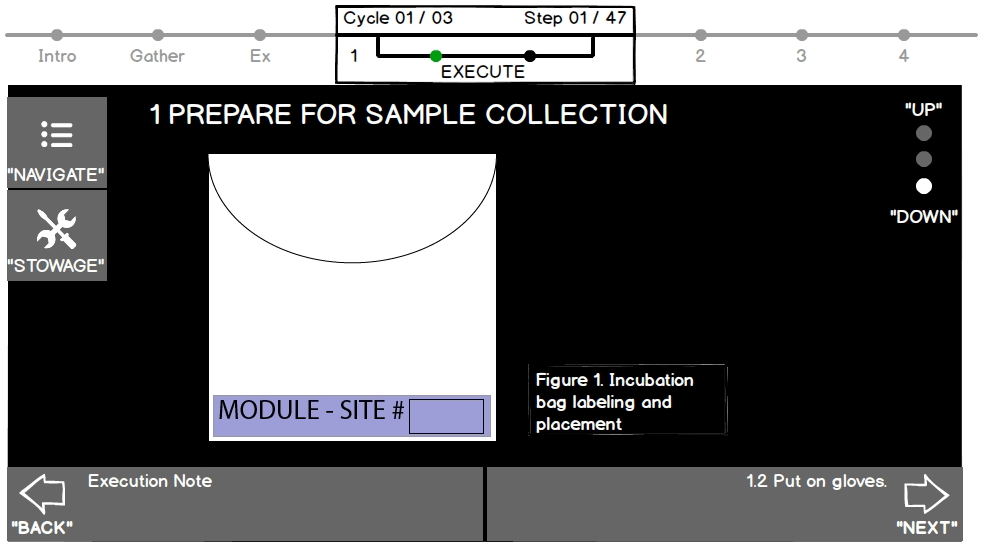 Cycle 01 / 03 Step 01 / 47
Intro Gather Ex 1 EXECUTE 2 3 4
1 PREPARE FOR SAMPLE COLLECTION
"UP"
"NAVIGATE"
"DOWN"
"STOWAGE"
MODULE - SITE #
Figure 1. Incubation
bag labeling and
placement
Execution Note
"BACK"
1.2 Put on gloves.
"NEXT"